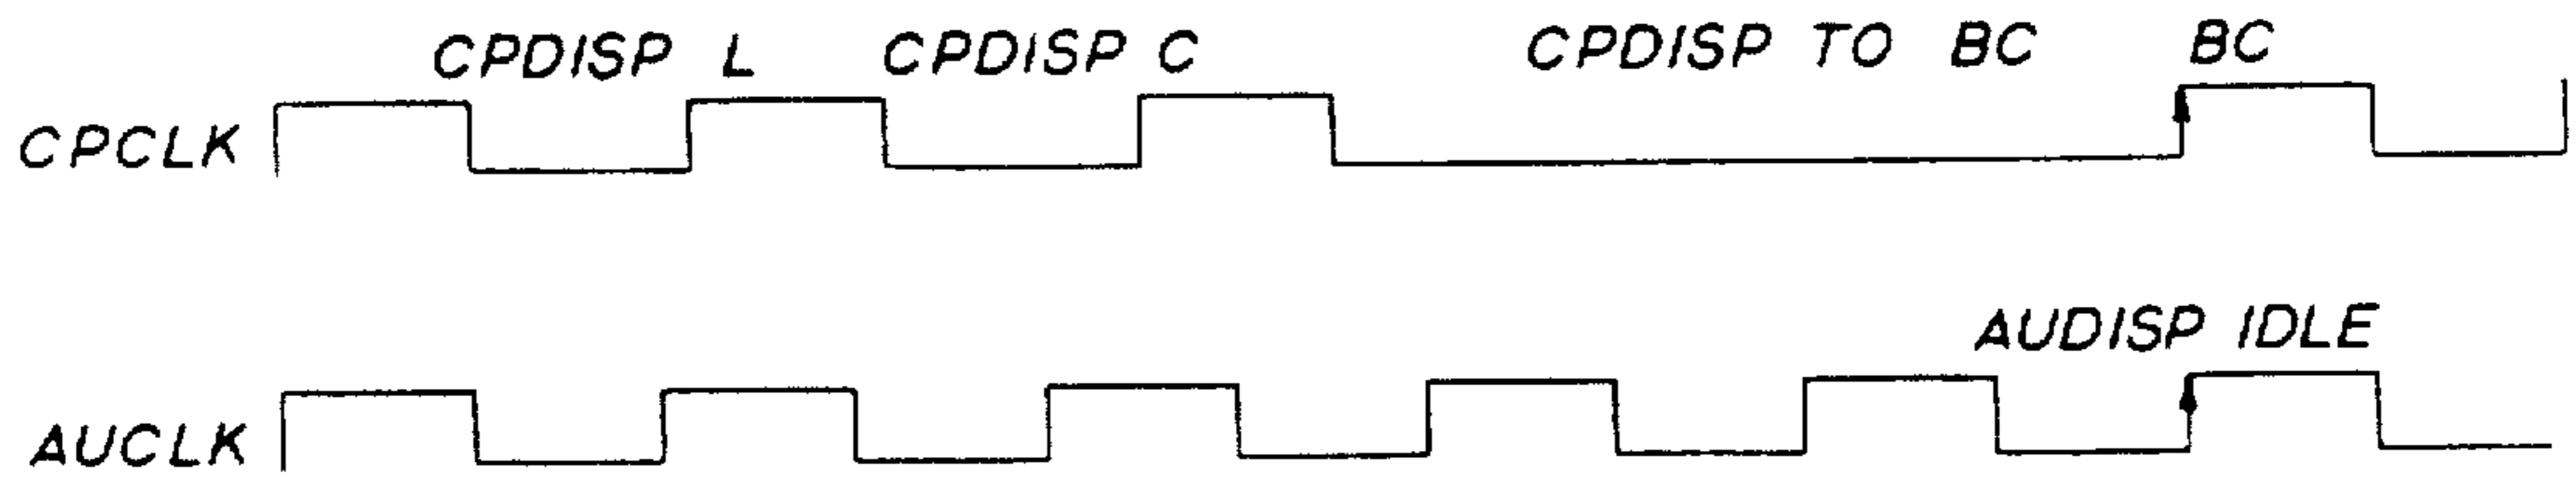 CPDISP L CPDISP C CPDISP TO BC BC
CPCLK
AUDISP IDLE
AUCLK